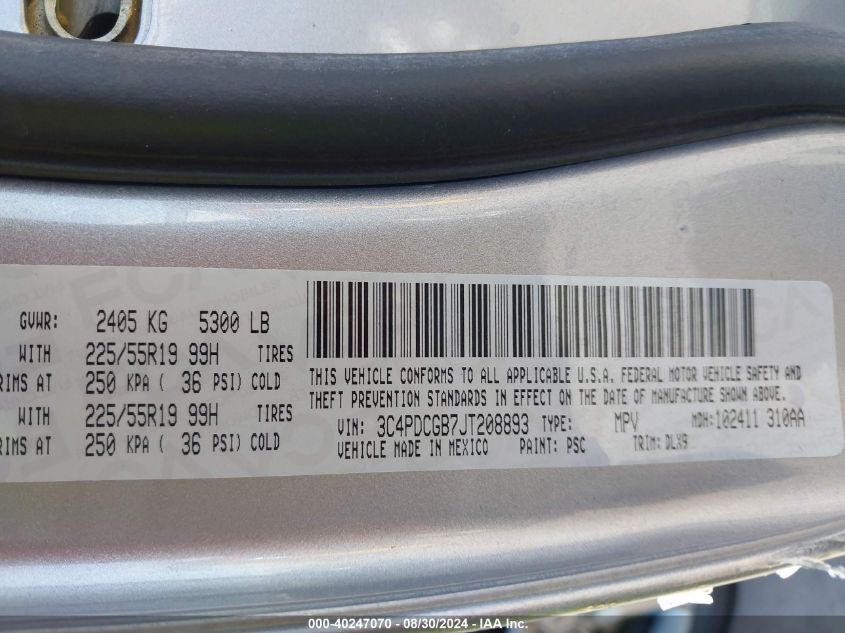 GVWR: 2405 KG 5300 LB
WITH 225/55R19 99H TIRES
RIMS AT 250 KPA ( 36 PSI) COLD
WITH 225/55R19 99H TIRES
RIMS AT 250 KPA ( 36 PSI) COLD
THIS VEHICLE CONFORMS TO ALL APPLICABLE U.S.A. FEDERAL MOTOR VEHICLE SAFETY AND
THEFT PREVENTION STANDARDS IN EFFECT ON THE DATE OF MANUFACTURE SHOWN ABOVE.
VIN: 3C4PDCGB7JT208893 TYPE: MPV MDH:102411 310AA
VEHICLE MADE IN MEXICO PAINT: PSC TRIM: DLX9
000-40247070 - 08/30/2024 - IAA Inc.